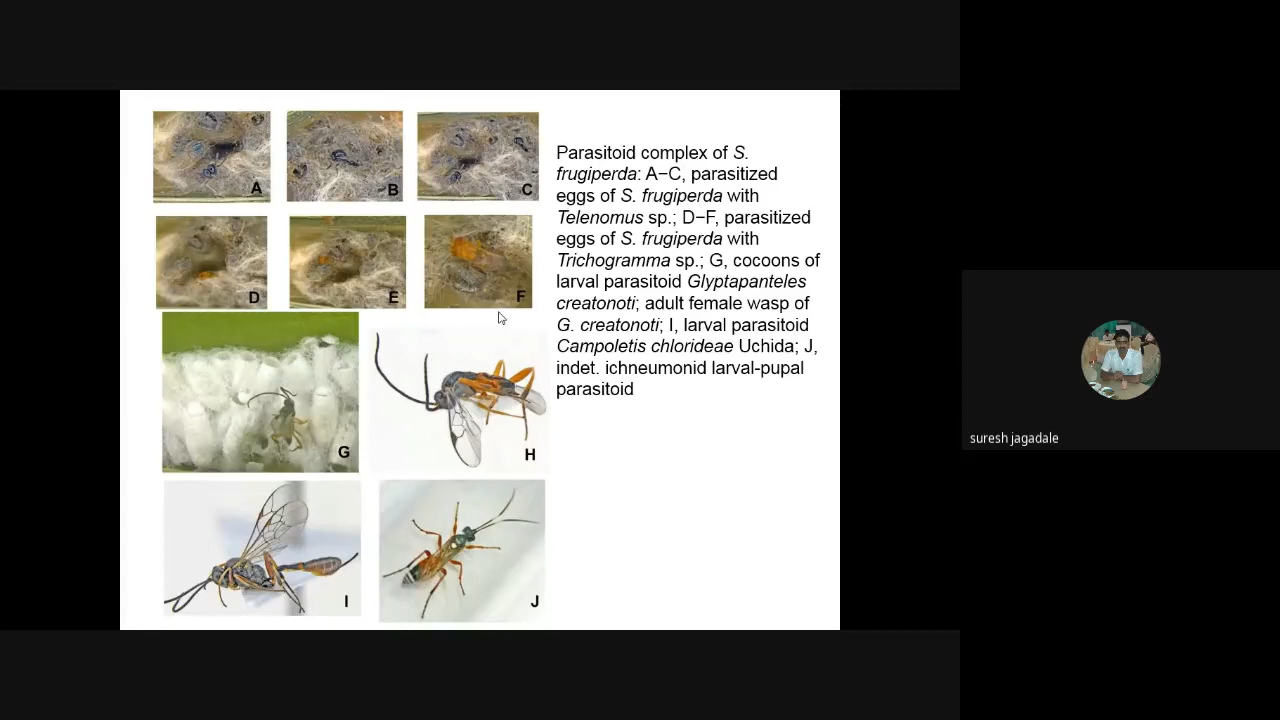 A
B
C
D
E
F
G
H
I
J
Parasitoid complex of S.
frugiperda: A−C, parasitized
eggs of S. frugiperda with
Telenomus sp.; D−F, parasitized
eggs of S. frugiperda with
Trichogramma sp.; G, cocoons of
larval parasitoid Glyptapanteles
creatonoti; adult female wasp of
G. creatonoti; I, larval parasitoid
Campoletis chlorideae Uchida; J,
indet. ichneumonid larval-pupal
parasitoid
suresh jagadale